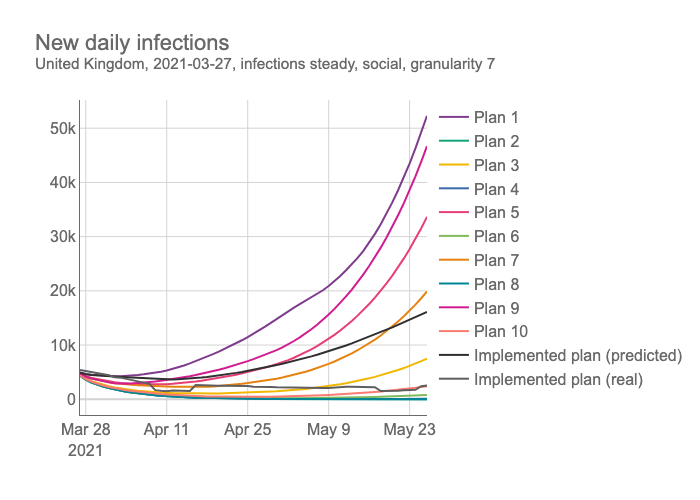 New daily infections
United Kingdom, 2021-03-27, infections steady, social, granularity 7
50k
40k
30k
20k
10k
0
Mar 28
2021
Apr 11
Apr 25
May 9
May 23
Plan 1
Plan 2
Plan 3
Plan 4
Plan 5
Plan 6
Plan 7
Plan 8
Plan 9
Plan 10
Implemented plan (predicted)
Implemented plan (real)